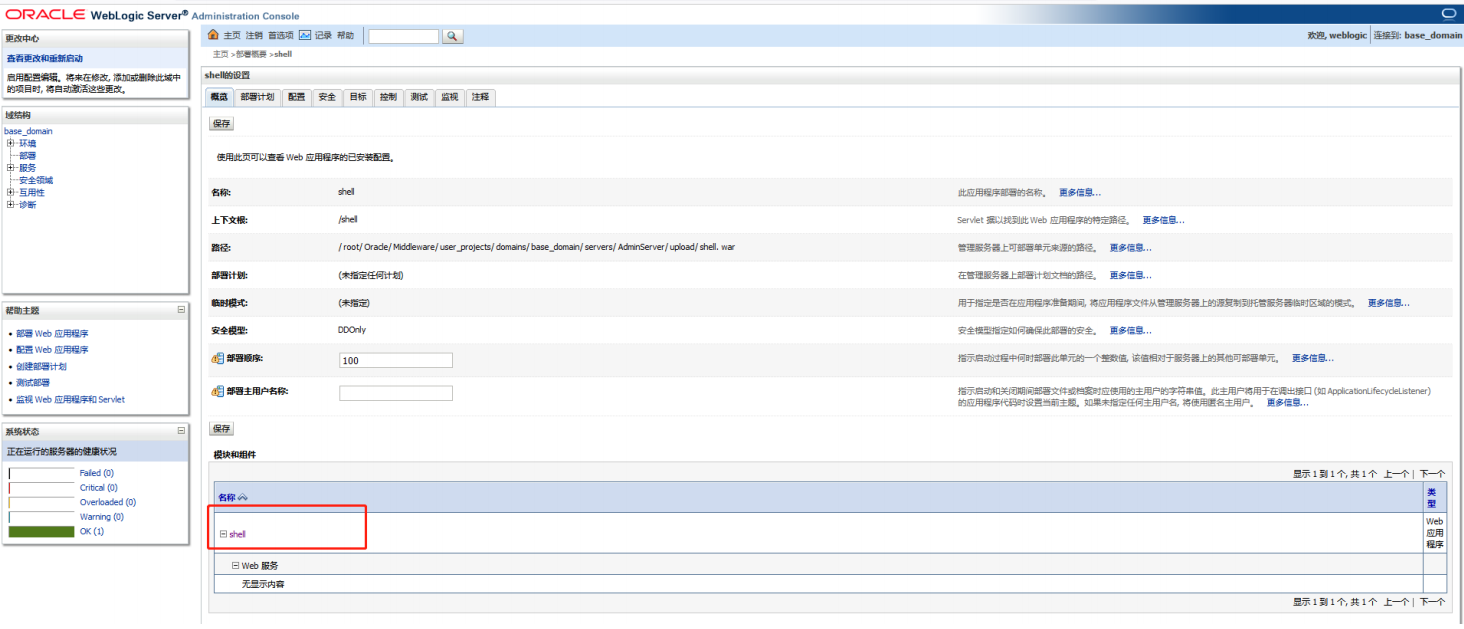 ORACLE WebLogic Server® Administration Console
更改中心
查看更改和重新启动
启用配置编辑。将来在修改, 添加或删除此域中
的项目时, 将自动激活这些更改。
域结构
base_domain
环境
部署
服务
安全领域
互用性
诊断
帮助主题
部署 Web 应用程序
配置 Web 应用程序
创建部署计划
测试部署
监视 Web 应用程序和 Servlet
系统状态
正在运行的服务器的健康状况
Failed (0)
Critical (0)
Overloaded (0)
Warning (0)
OK (1)
主页 注销 首选项 记录 帮助
欢迎, weblogic 连接到: base_domain
主页 >部署概要 >shell
shell的设置
概览 部署计划 配置 安全 目标 控制 测试 监视 注释
保存
使用此页可以查看 Web 应用程序的已安装配置。
名称: shell 此应用程序部署的名称。 更多信息...
上下文根: /shell Servlet 据以找到此 Web 应用程序的特定路径。 更多信息...
路径: / root/ Oracle/ Middleware/ user_projects/ domains/ base_domain/ servers/ AdminServer/ upload/ shell. war 管理服务器上可部署单元来源的路径。 更多信息...
部署计划: (未指定任何计划) 在管理服务器上部署计划文档的路径。 更多信息...
临时模式: (未指定) 用于指定是否在应用程序准备期间, 将应用程序文件从管理服务器上的源复制到托管服务器临时区域的模式。 更多信息...
安全模型: DDOnly 安全模型指定如何确保此部署的安全。 更多信息...
部署顺序: 100 指示启动过程中何时部署此单元的一个整数值, 该值相对于服务器上的其他可部署单元。 更多信息...
部署主用户名称: 指示启动和关闭期间部署文件或档案时应使用的主用户的字符串值。此主用户将用于在调出接口 (如 ApplicationLifecycleListener)
的应用程序代码时设置当前主题。如果未指定任何主用户名, 将使用匿名主用户。 更多信息...
保存
模块和组件
显示 1 到 1 个, 共 1 个 上一个 | 下一个
名称 类型
shell Web 应用程序
Web 服务
无显示内容
显示 1 到 1 个, 共 1 个 上一个 | 下一个